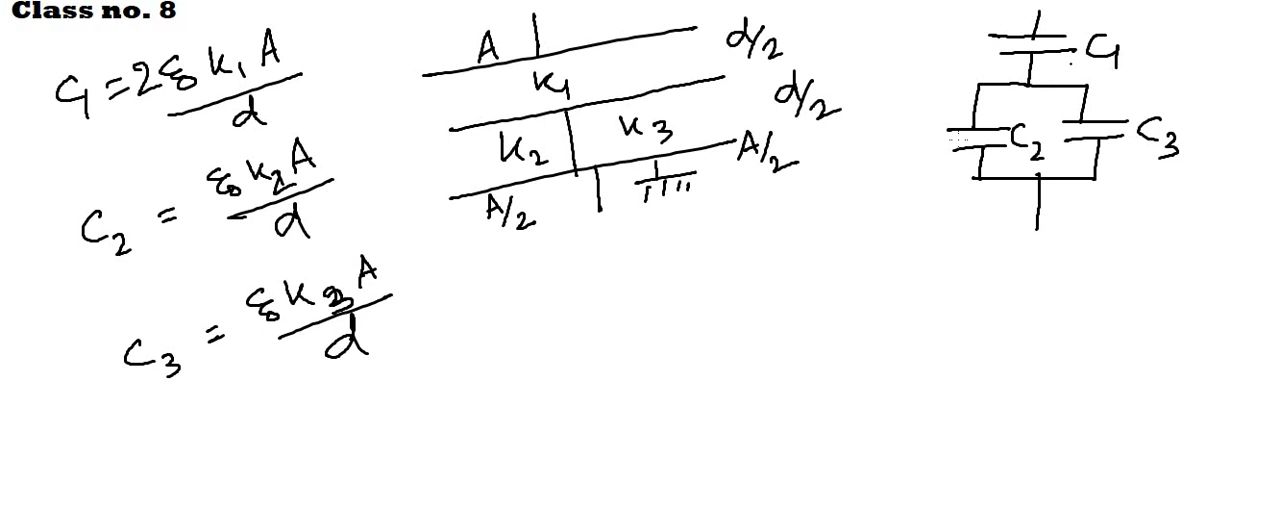 Class no. 8
C1 = 2ε0 k1 A / d
C2 = ε0 k2 A / d
C3 = ε0 k3 A / d
A
d/2
k1
d/2
k2
k3
A/2
A/2
C1
C2
C3